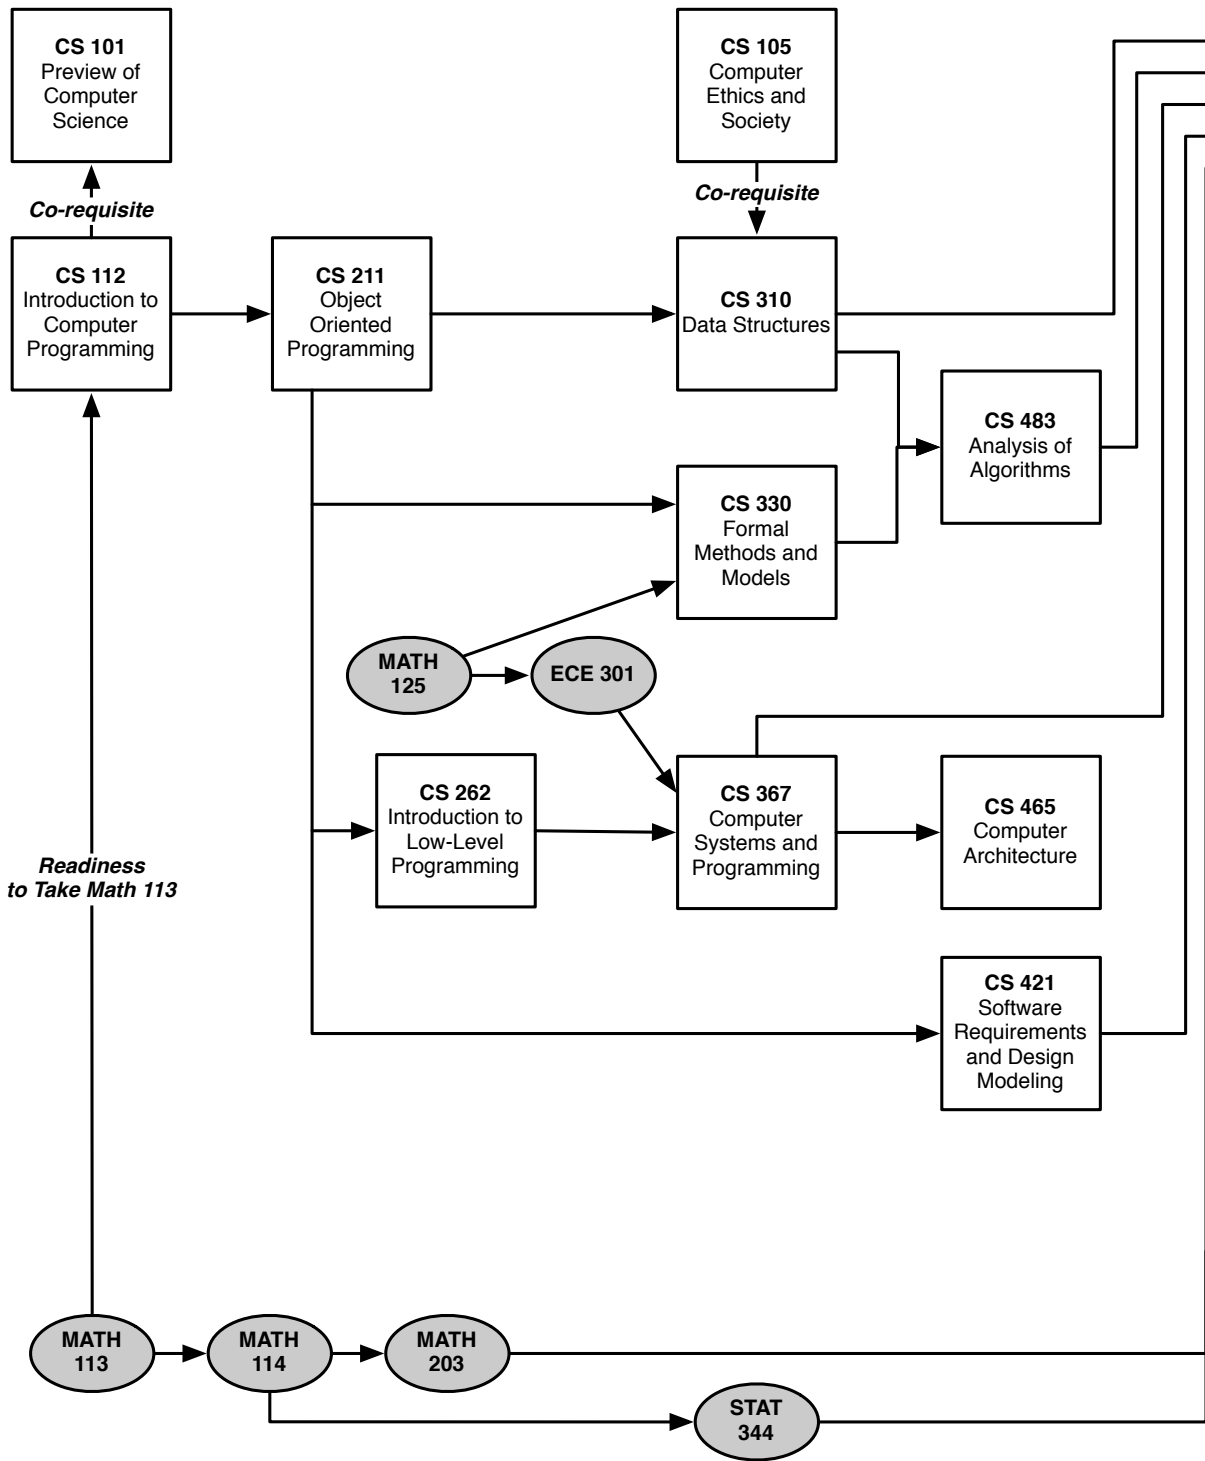 CS 101
Preview of
Computer
Science
CS 105
Computer
Ethics and
Society
Co-requisite
Co-requisite
CS 112
Introduction to
Computer
Programming
CS 211
Object
Oriented
Programming
CS 310
Data Structures
CS 483
Analysis of
Algorithms
CS 330
Formal
Methods and
Models
MATH
125
ECE 301
CS 262
Introduction to
Low-Level
Programming
CS 367
Computer
Systems and
Programming
CS 465
Computer
Architecture
Readiness
to Take Math 113
CS 421
Software
Requirements
and Design
Modeling
MATH
113
MATH
114
MATH
203
STAT
344